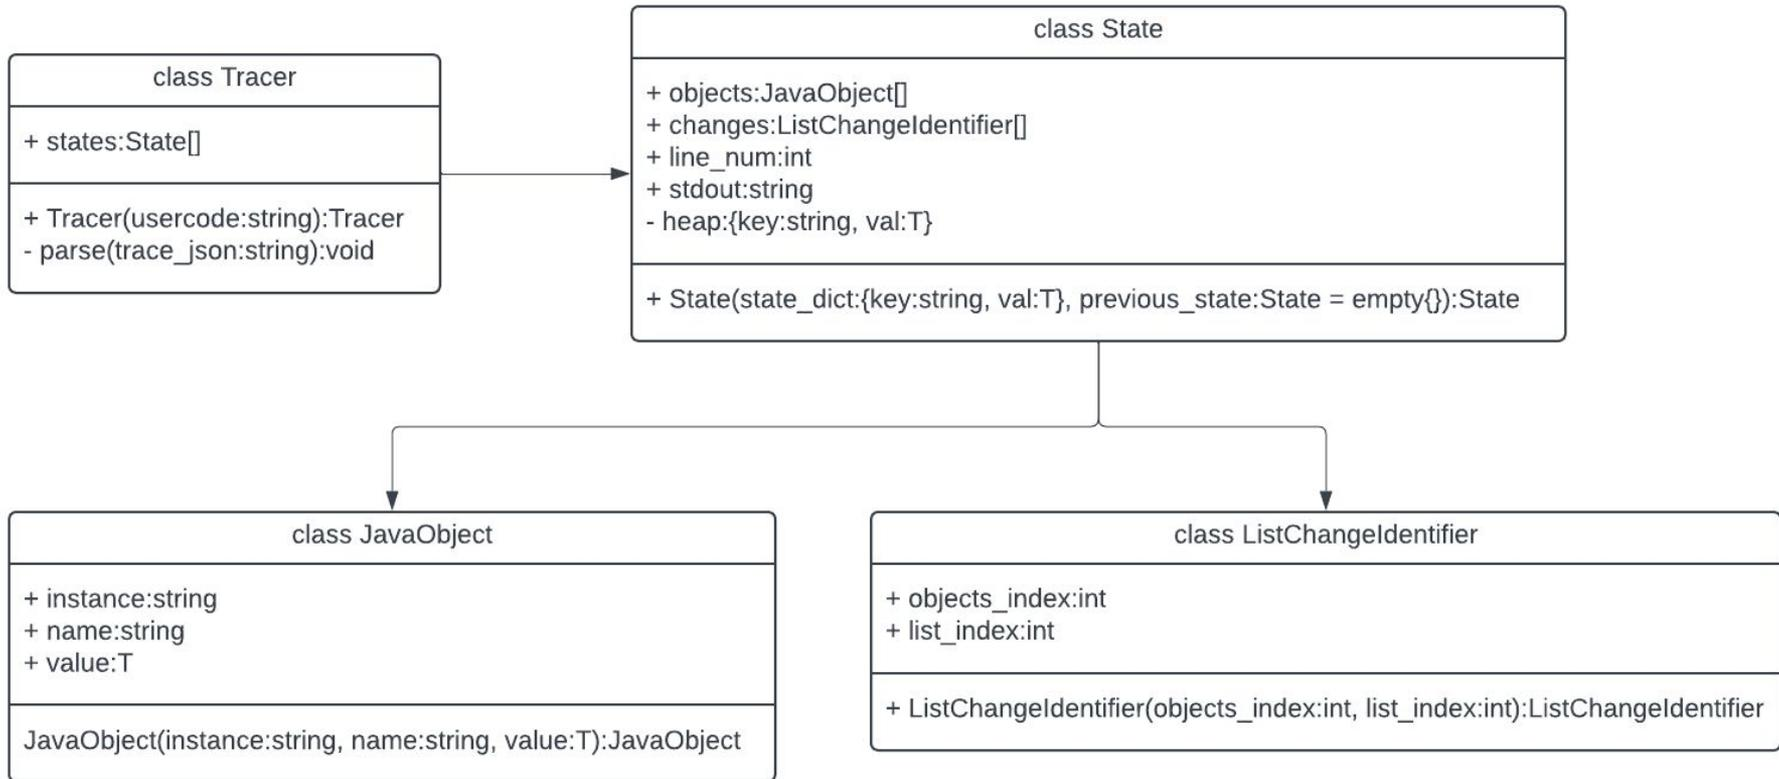 class Tracer
+ states:State[]
+ Tracer(usercode:string):Tracer
- parse(trace_json:string):void
class State
+ objects:JavaObject[]
+ changes:ListChangeIdentifier[]
+ line_num:int
+ stdout:string
- heap:{key:string, val:T}
+ State(state_dict:{key:string, val:T}, previous_state:State = empty{}):State
class JavaObject
+ instance:string
+ name:string
+ value:T
JavaObject(instance:string, name:string, value:T):JavaObject
class ListChangeIdentifier
+ objects_index:int
+ list_index:int
+ ListChangeIdentifier(objects_index:int, list_index:int):ListChangeIdentifier